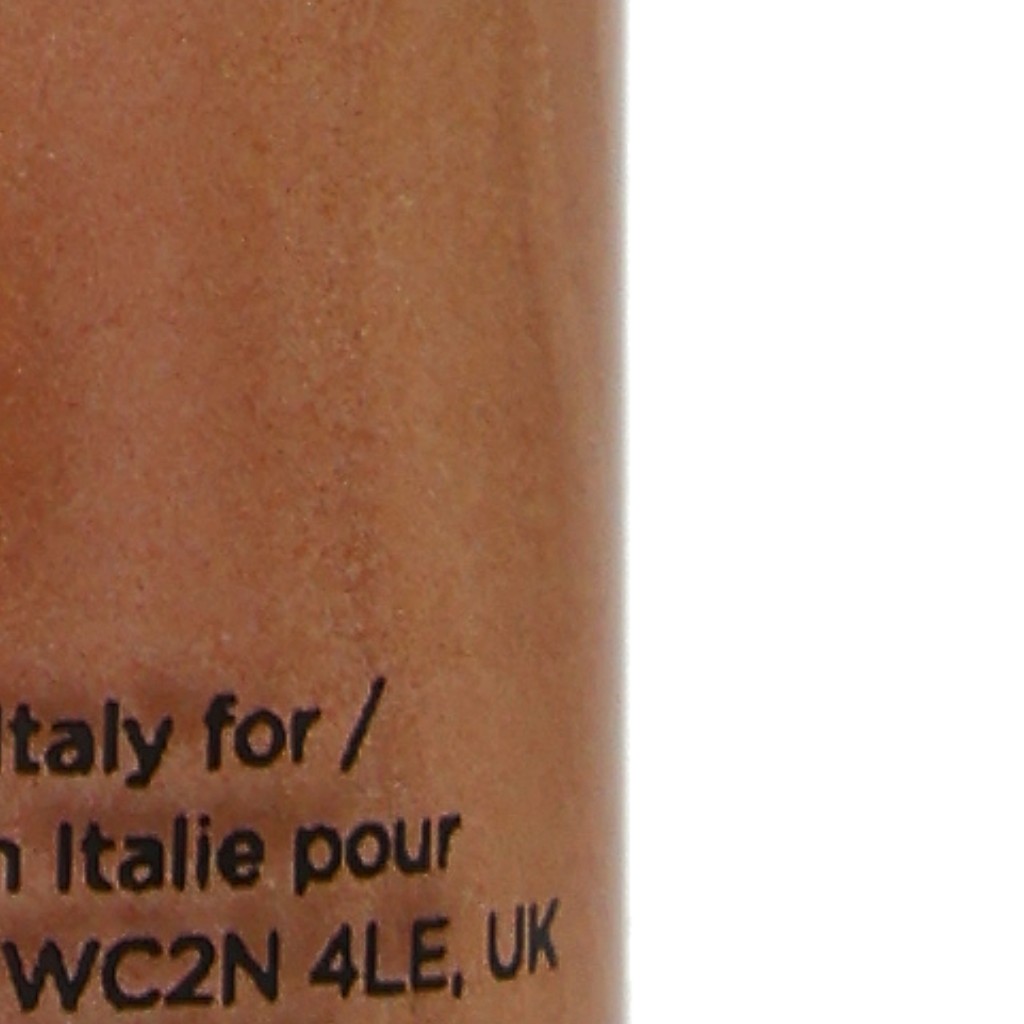 Italy for /
n Italie pour
WC2N 4LE, UK